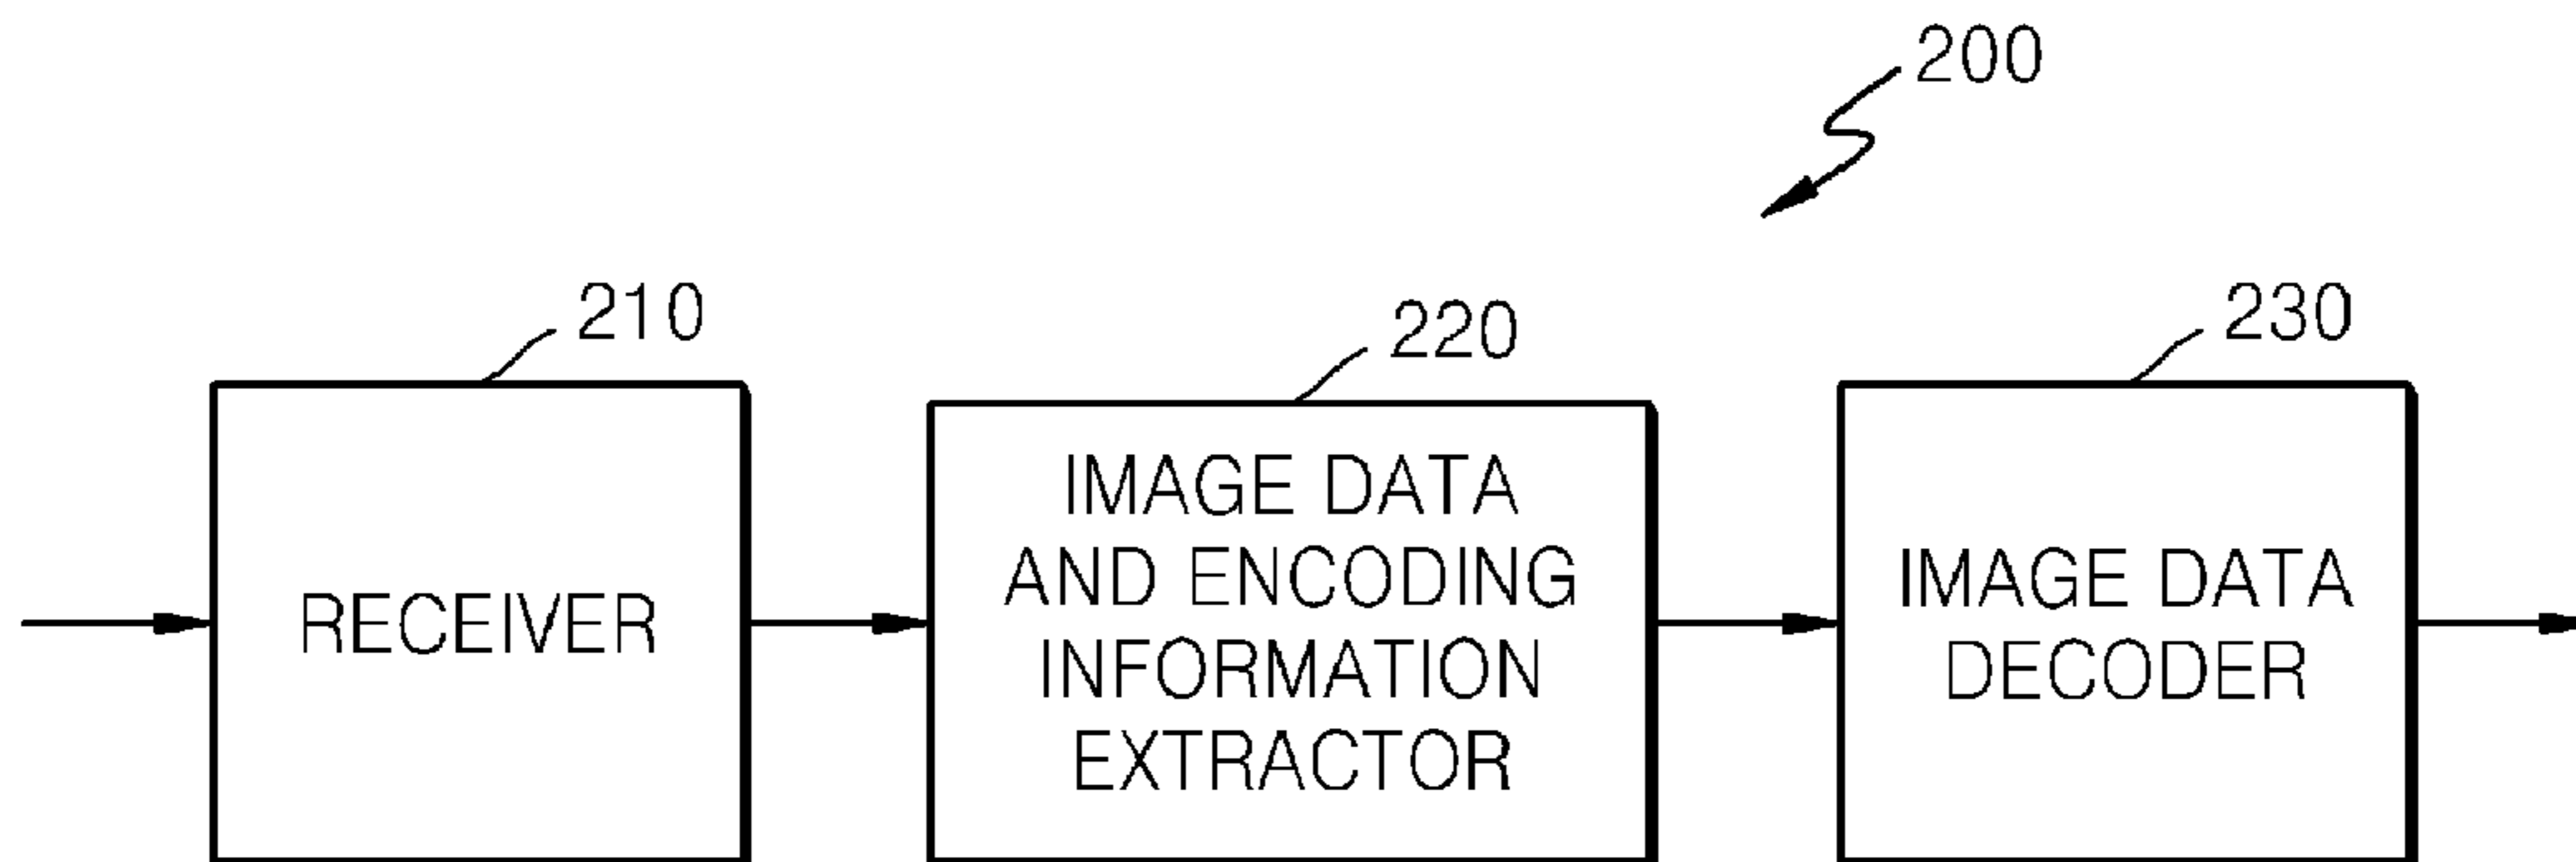 200
210
220
230
RECEIVER
IMAGE DATA
AND ENCODING
INFORMATION
EXTRACTOR
IMAGE DATA
DECODER